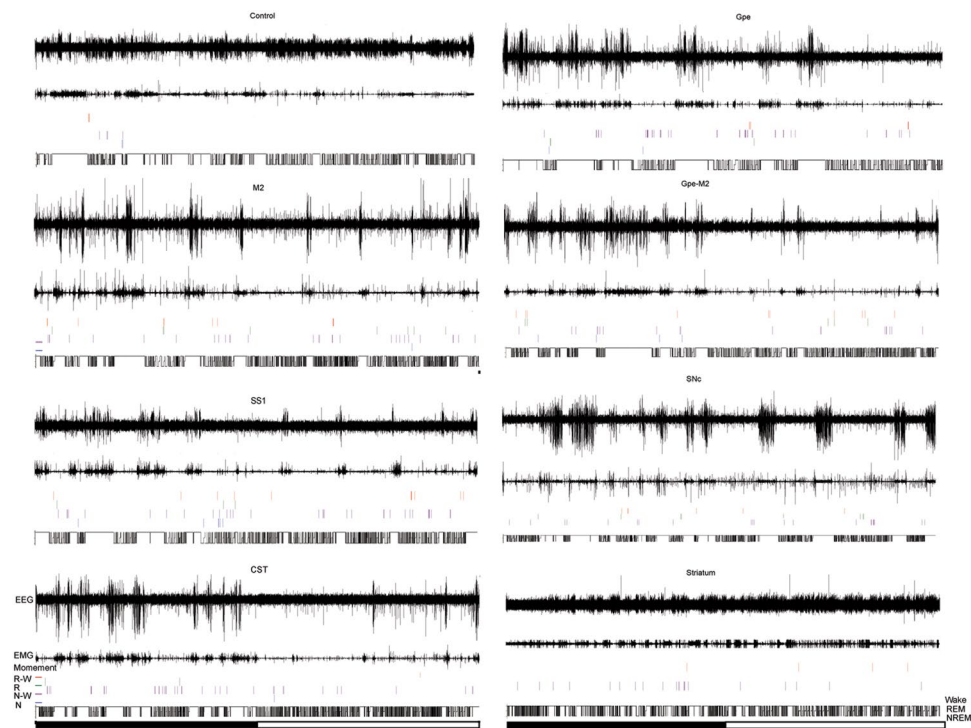 Control
Gpe
M2
Gpe-M2
SS1
SNc
CST
Striatum
EEG
EMG
Momement
R-W
R
N-W
N
Wake
REM
NREM